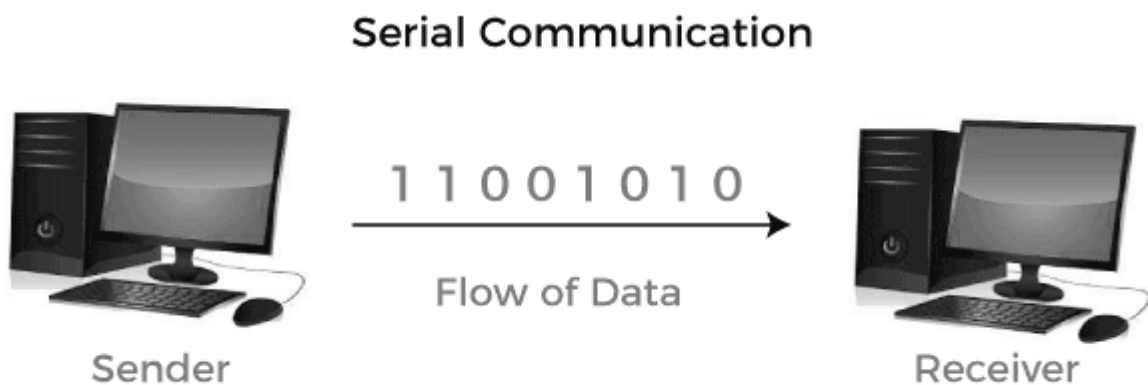 Serial Communication
1 1 0 0 1 0 1 0
Flow of Data
Sender
Receiver